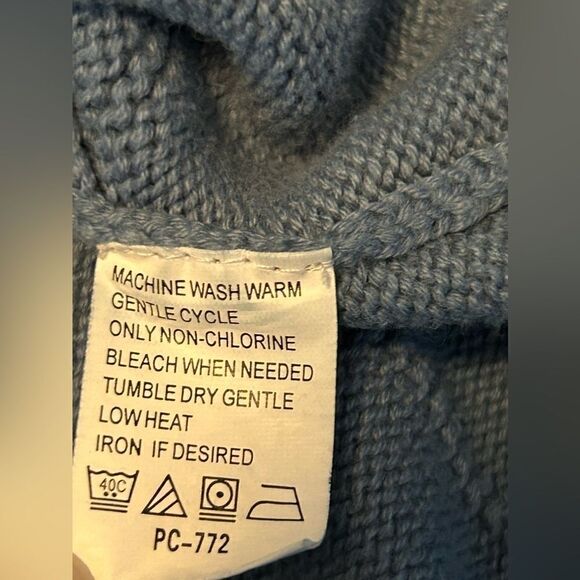 MACHINE WASH WARM
GENTLE CYCLE
ONLY NON-CHLORINE
BLEACH WHEN NEEDED
TUMBLE DRY GENTLE
LOW HEAT
IRON IF DESIRED
40C
PC-772